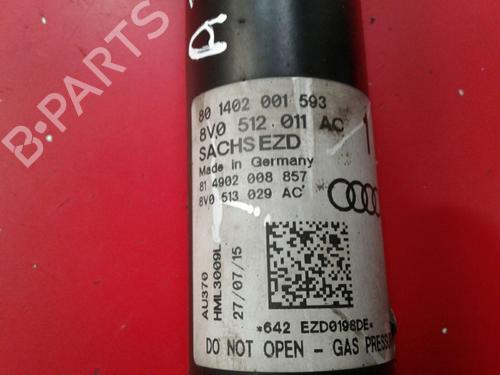 80 1402 001 593
8V0 512 011 AC
SACHS EZD
Made in Germany
81 4902 008 857
8V0 513 029 AC
1
AU370
HML3009L
27/07/15
*642 EZD0198DE*
DO NOT OPEN - GAS
B-PARTS